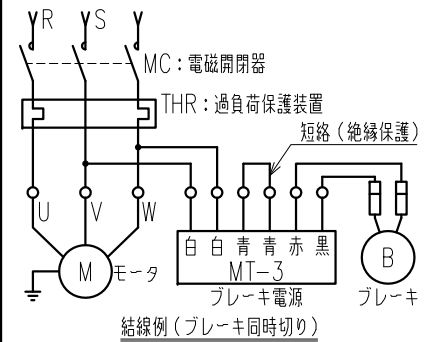 R S
MC：電磁開閉器
THR：過負荷保護装置
短絡（絶縁保護）
U V W
白 白 青 青 赤 黒
MT-3
M モータ
B
ブレーキ電源
ブレーキ
結線例（ブレーキ同時切り）